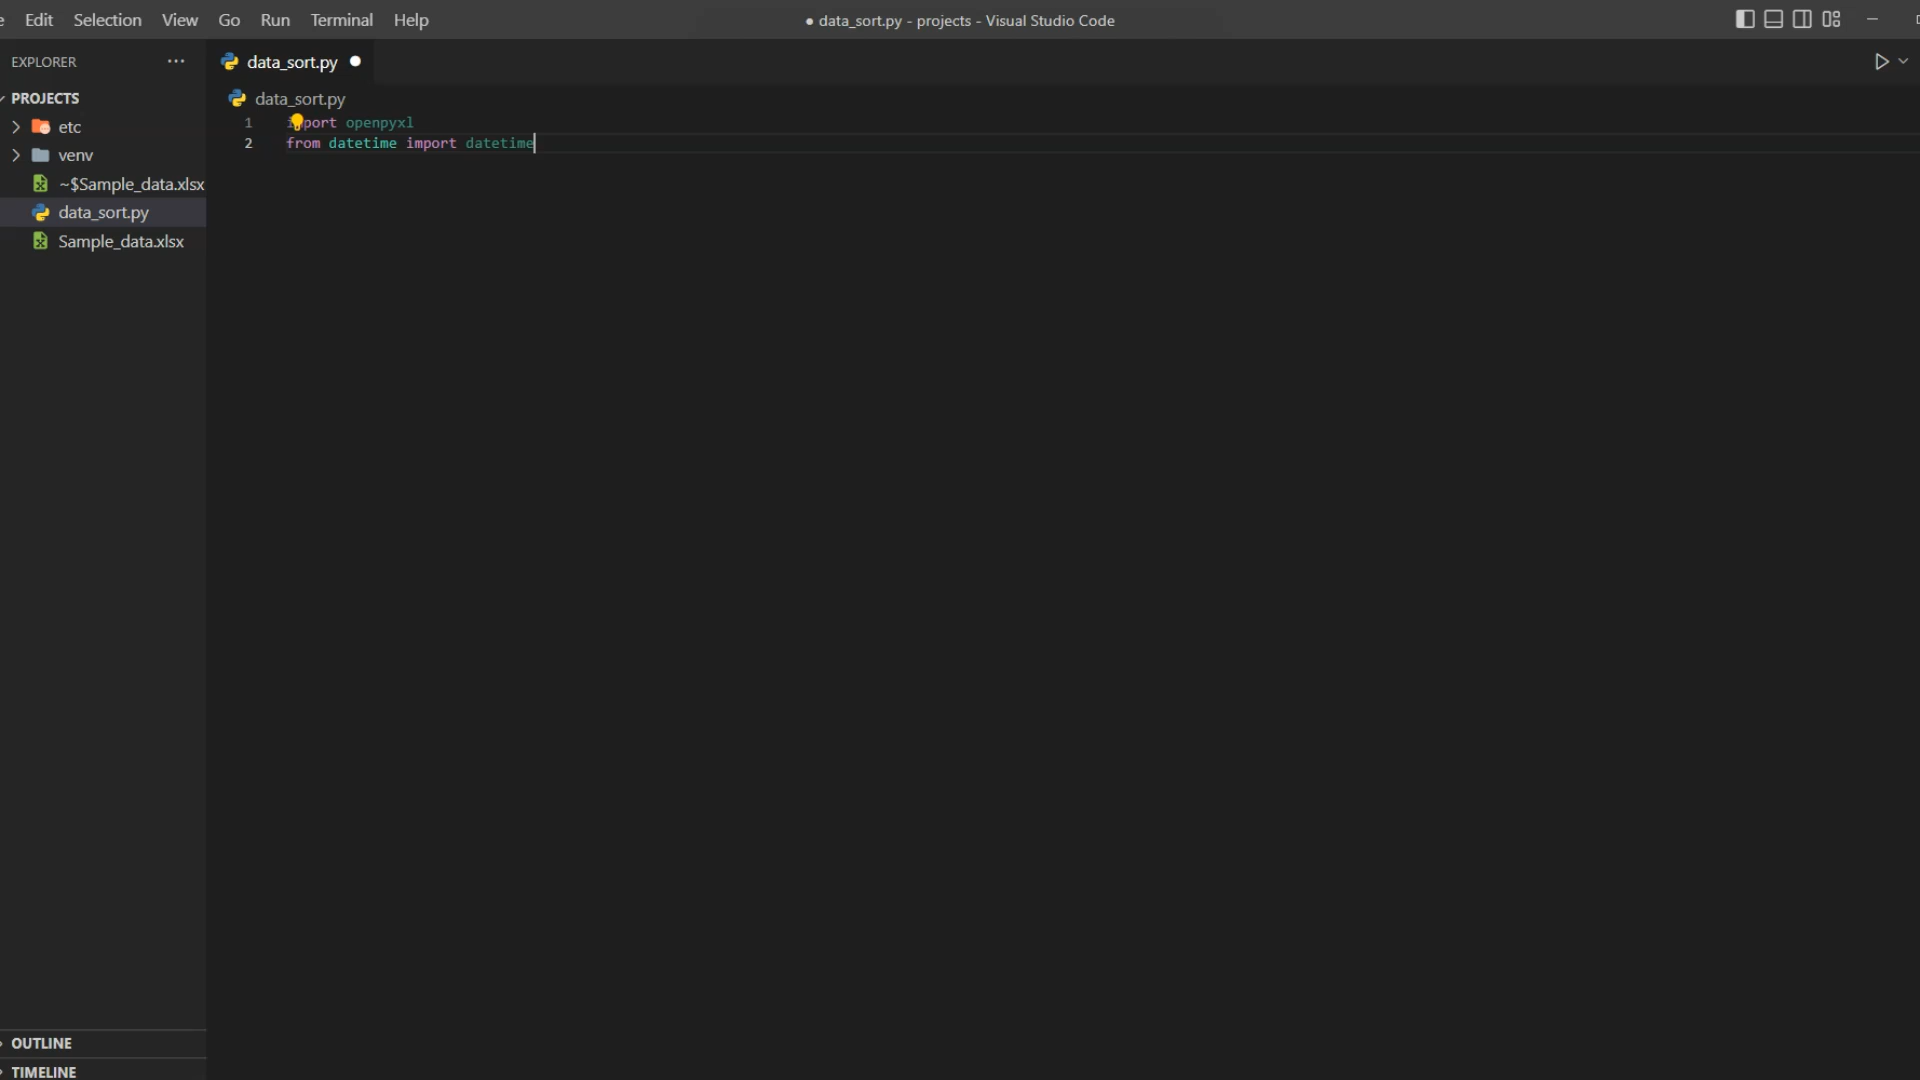 Edit Selection View Go Run Terminal Help
● data_sort.py - projects - Visual Studio Code
EXPLORER
data_sort.py
PROJECTS
data_sort.py
etc
venv
~$Sample_data.xlsx
data_sort.py
Sample_data.xlsx
1 import openpyxl
2 from datetime import datetime
OUTLINE
TIMELINE